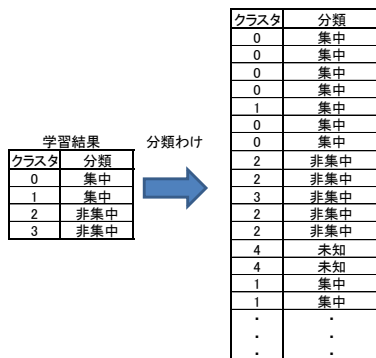 学習結果
クラスタ 分類
0 集中
1 集中
2 非集中
3 非集中
分類わけ
クラスタ 分類
0 集中
0 集中
0 集中
0 集中
1 集中
0 集中
0 集中
2 非集中
2 非集中
3 非集中
2 非集中
2 非集中
4 未知
4 未知
1 集中
1 集中
・ ・
・ ・
・ ・